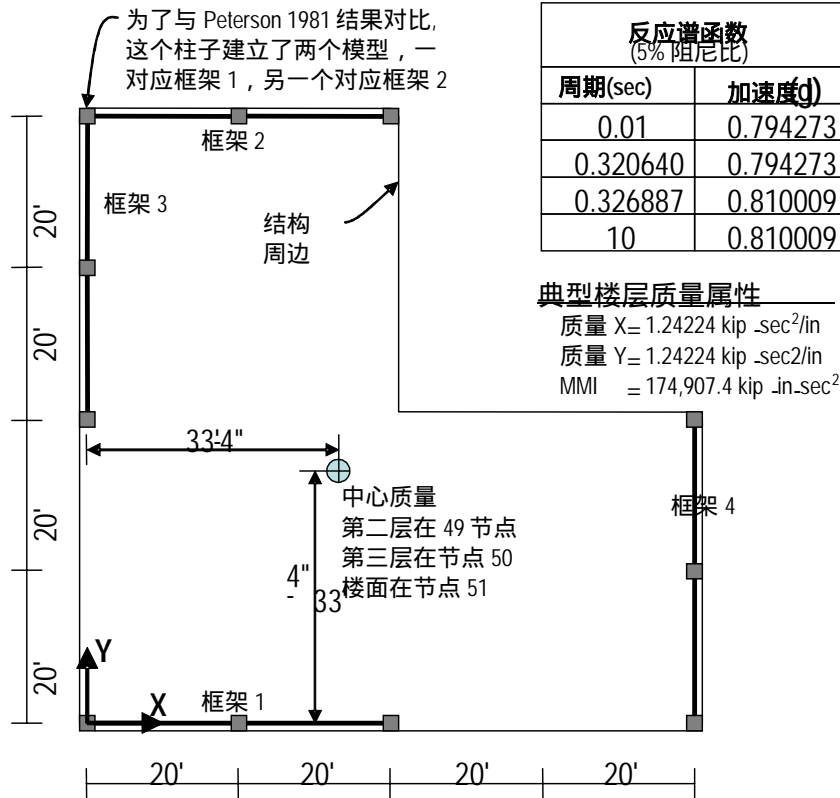 为了与 Peterson 1981 结果对比,
这个柱子建立了两个模型，一
对应框架 1，另一个对应框架 2
反应谱函数
(5% 阻尼比)
周期(sec) 加速度(g)
0.01 0.794273
0.320640 0.794273
0.326887 0.810009
10 0.810009
典型楼层质量属性
质量 X= 1.24224 kip -sec²/in
质量 Y= 1.24224 kip -sec2/in
MMI = 174,907.4 kip -in-sec²
框架 2
框架 3
结构
周边
20'
20'
20'
20'
33'-4"
中心质量
第二层在 49 节点
第三层在节点 50
楼面在节点 51
33'-4"
框架 4
Y
X
框架 1
20' 20' 20' 20'